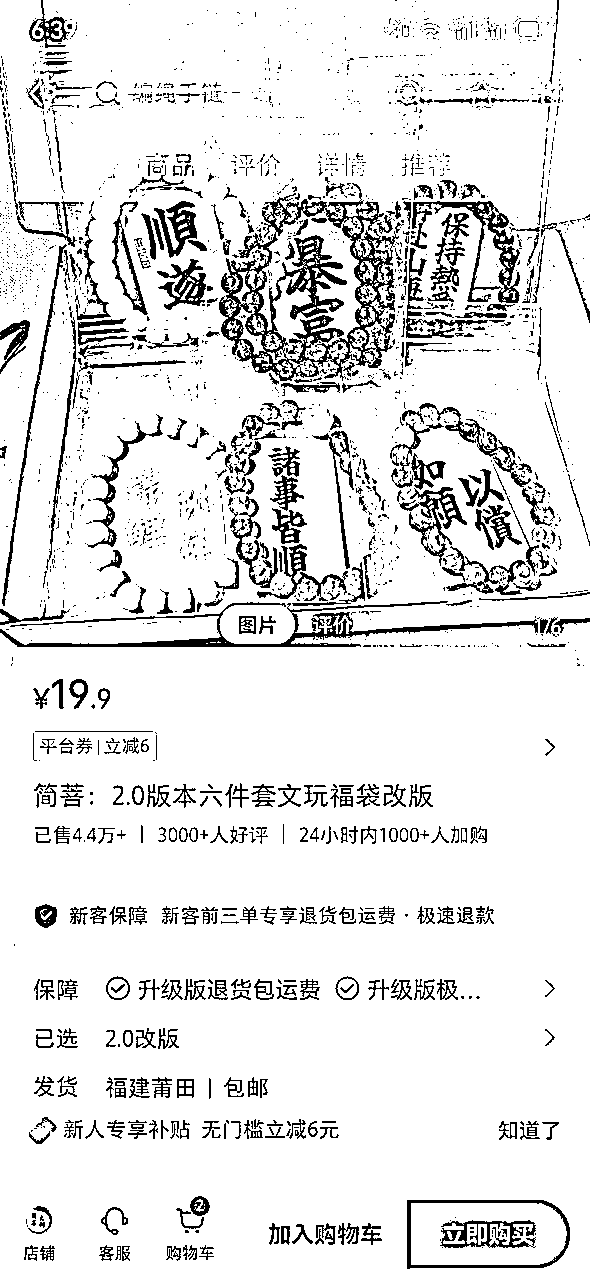 6:39
编绳手链
商品 评价 详情 推荐
順遂
暴富
保持熱愛
諸事皆順
如願以償
图片 评价 1/6
¥19.9
平台券|立减6
简菩：2.0版本六件套文玩福袋改版
已售4.4万+ | 3000+人好评 | 24小时内1000+人加购
新客保障 新客前三单专享退货包运费·极速退款
保障 升级版退货包运费 升级版极...
已选 2.0改版
发货 福建莆田 | 包邮
新人专享补贴 无门槛立减6元 知道了
2
店铺 客服 购物车 加入购物车 立即购买